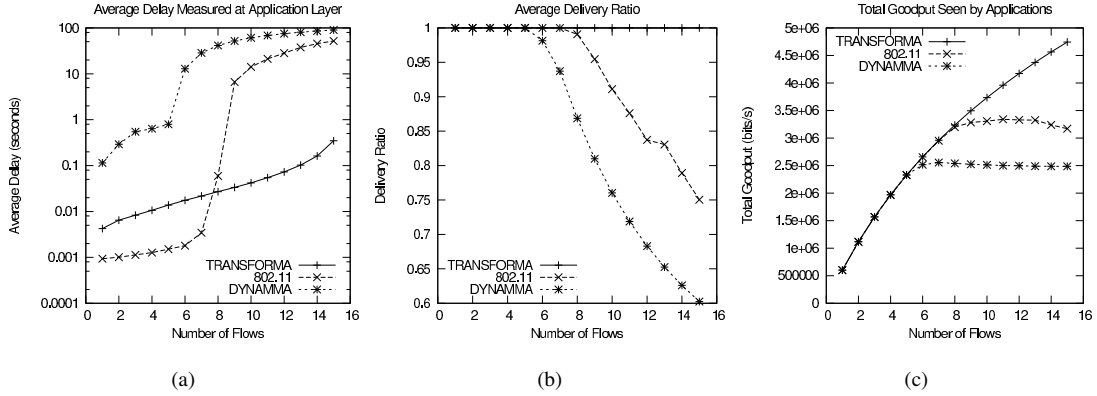 Average Delay Measured at Application Layer
100
10
1
0.1
0.01
0.001
0.0001
Average Delay (seconds)
TRANSFORMA
802.11
DYNAMMA
0 2 4 6 8 10 12 14 16
Number of Flows
(a)
Average Delivery Ratio
1
0.95
0.9
0.85
0.8
0.75
0.7
0.65
0.6
Delivery Ratio
TRANSFORMA
802.11
DYNAMMA
0 2 4 6 8 10 12 14 16
Number of Flows
(b)
Total Goodput Seen by Applications
5e+06
4.5e+06
4e+06
3.5e+06
3e+06
2.5e+06
2e+06
1.5e+06
1e+06
500000
0
Total Goodput (bits/s)
TRANSFORMA
802.11
DYNAMMA
0 2 4 6 8 10 12 14 16
Number of Flows
(c)